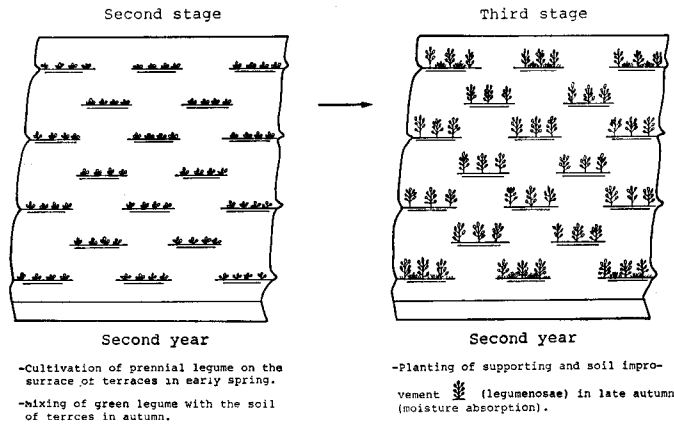 Second stage
Third stage
Second year
-Cultivation of prennial legume on the
surrace of terraces in early spring.
-Mixing of green legume with the soil
of terrces in autumn.
Second year
-Planting of supporting and soil impro-
vement (legumenosae) in late autumn
(moisture absorption).